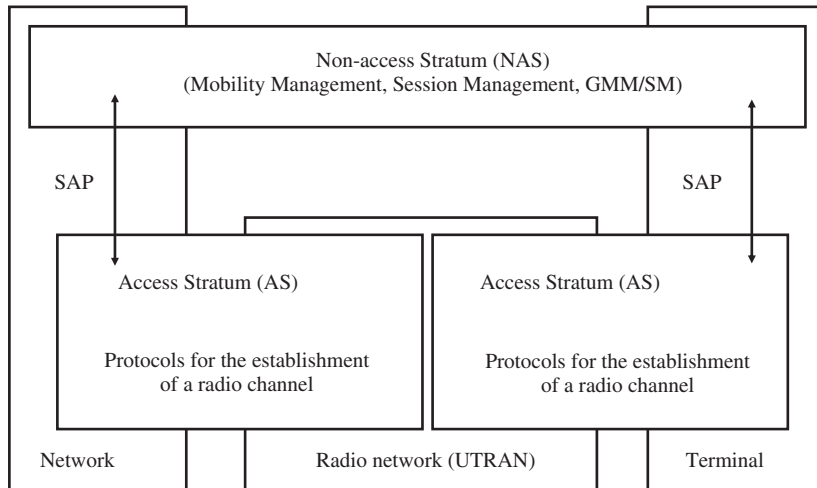 Non-access Stratum (NAS)
(Mobility Management, Session Management, GMM/SM)
SAP
SAP
Access Stratum (AS)
Protocols for the establishment
of a radio channel
Access Stratum (AS)
Protocols for the establishment
of a radio channel
Network
Radio network (UTRAN)
Terminal